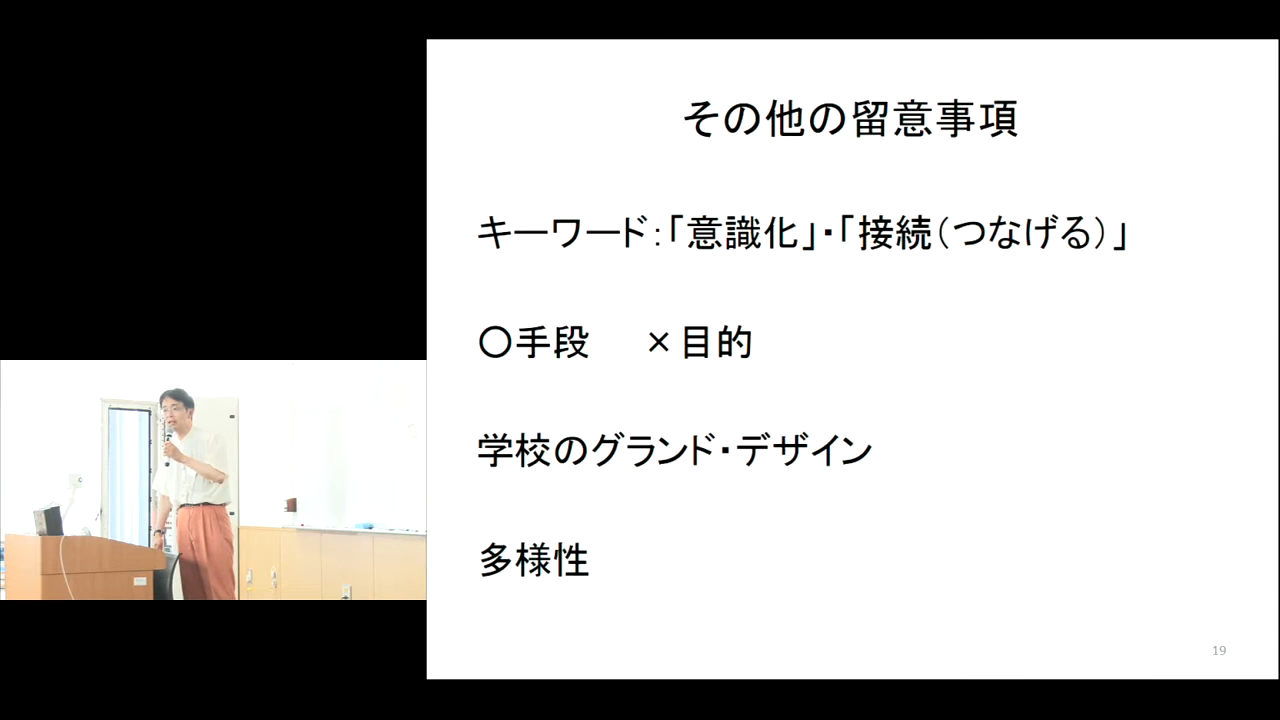 その他の留意事項
キーワード：「意識化」・「接続（つなげる）」
〇手段　×目的
学校のグランド・デザイン
多様性
19